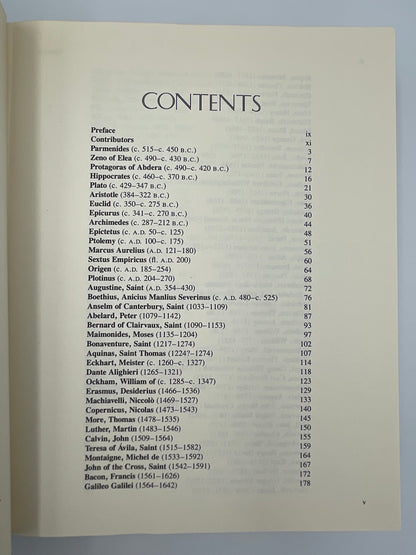 CONTENTS
Preface ix
Contributors xi
Parmenides (c. 515–c. 450 B.C.) 3
Zeno of Elea (c. 490–c. 430 B.C.) 7
Protagoras of Abdera (c. 490–c. 420 B.C.) 12
Hippocrates (c. 460–c. 370 B.C.) 16
Plato (c. 429–347 B.C.) 21
Aristotle (384–322 B.C.) 30
Euclid (c. 350–c. 275 B.C.) 36
Epicurus (c. 341–c. 270 B.C.) 40
Archimedes (c. 287–212 B.C.) 44
Epictetus (c. A.D. 50–c. 125) 48
Ptolemy (c. A.D. 100–c. 175) 51
Marcus Aurelius (A.D. 121–180) 56
Sextus Empiricus (fl. A.D. 200) 60
Origen (c. A.D. 185–254) 64
Plotinus (c. A.D. 204–270) 68
Augustine, Saint (A.D. 354–430) 72
Boethius, Anicius Manlius Severinus (c. A.D. 480–c. 525) 76
Anselm of Canterbury, Saint (1033–1109) 81
Abelard, Peter (1079–1142) 87
Bernard of Clairvaux, Saint (1090–1153) 93
Maimonides, Moses (1135–1204) 97
Bonaventure, Saint (1217–1274) 102
Aquinas, Saint Thomas (1224?–1274) 107
Eckhart, Meister (c. 1260–c. 1327) 114
Dante Alighieri (1265–1321) 118
Ockham, William of (c. 1285–c. 1347) 123
Erasmus, Desiderius (1466–1536) 129
Machiavelli, Niccolò (1469–1527) 133
Copernicus, Nicolas (1473–1543) 140
More, Thomas (1478–1535) 145
Luther, Martin (1483–1546) 150
Calvin, John (1509–1564) 155
Teresa of Ávila, Saint (1515–1582) 159
Montaigne, Michel de (1533–1592) 164
John of the Cross, Saint (1542–1591) 167
Bacon, Francis (1561–1626) 172
Galileo Galilei (1564–1642) 178
v